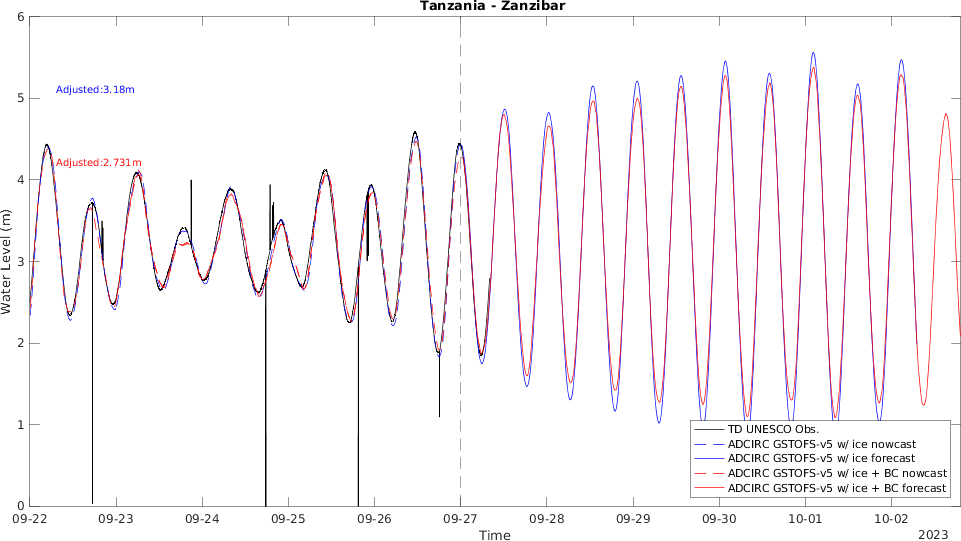 Tanzania - Zanzibar
6
5
4
3
2
1
0
Water Level (m)
Adjusted:3.18m
Adjusted:2.731m
TD UNESCO Obs.
ADCIRC GSTOFS-v5 w/ ice nowcast
ADCIRC GSTOFS-v5 w/ ice forecast
ADCIRC GSTOFS-v5 w/ ice + BC nowcast
ADCIRC GSTOFS-v5 w/ ice + BC forecast
09-22 09-23 09-24 09-25 09-26 09-27 09-28 09-29 09-30 10-01 10-02
Time
2023